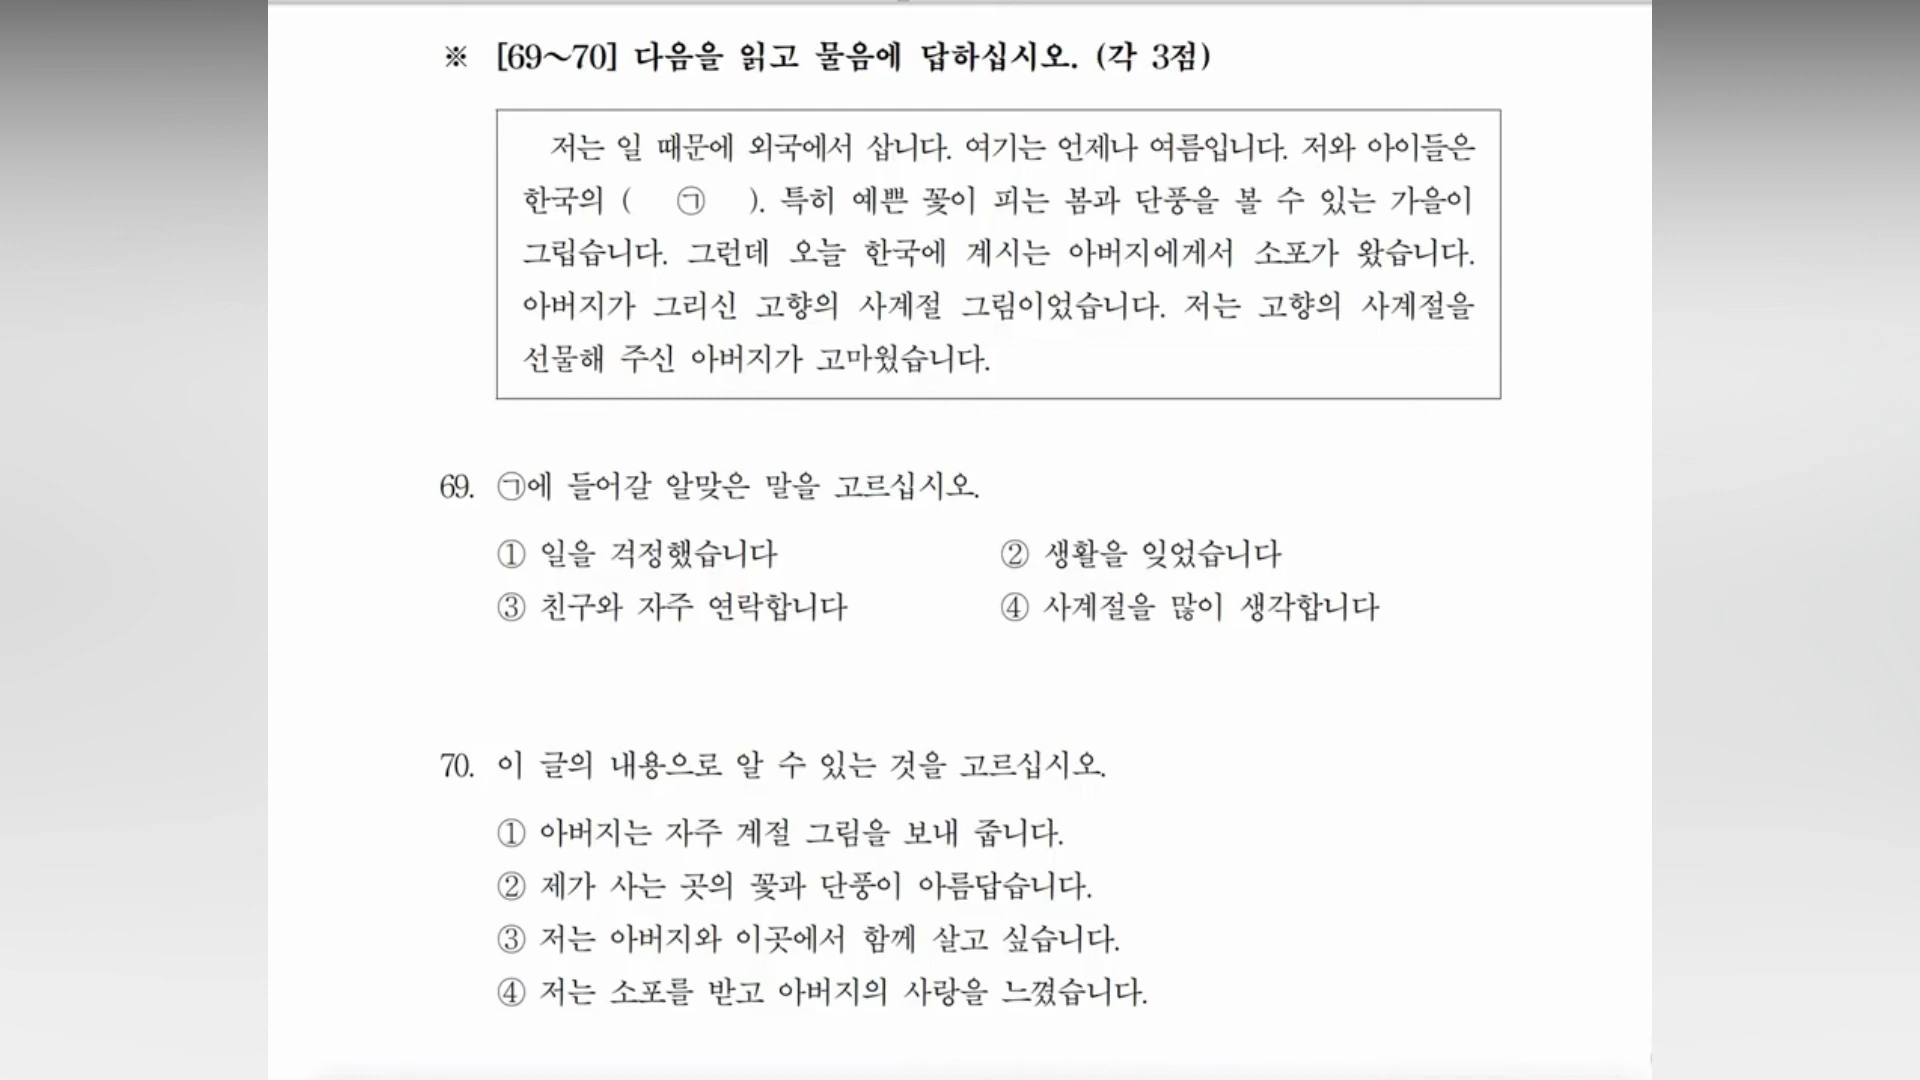 ※ [69~70] 다음을 읽고 물음에 답하십시오. (각 3점)
저는 일 때문에 외국에서 삽니다. 여기는 언제나 여름입니다. 저와 아이들은
한국의 ( ㉠ ). 특히 예쁜 꽃이 피는 봄과 단풍을 볼 수 있는 가을이
그립습니다. 그런데 오늘 한국에 계시는 아버지에게서 소포가 왔습니다.
아버지가 그리신 고향의 사계절 그림이었습니다. 저는 고향의 사계절을
선물해 주신 아버지가 고마웠습니다.
69. ㉠에 들어갈 알맞은 말을 고르십시오.
① 일을 걱정했습니다 ② 생활을 잊었습니다
③ 친구와 자주 연락합니다 ④ 사계절을 많이 생각합니다
70. 이 글의 내용으로 알 수 있는 것을 고르십시오.
① 아버지는 자주 계절 그림을 보내 줍니다.
② 제가 사는 곳의 꽃과 단풍이 아름답습니다.
③ 저는 아버지와 이곳에서 함께 살고 싶습니다.
④ 저는 소포를 받고 아버지의 사랑을 느꼈습니다.